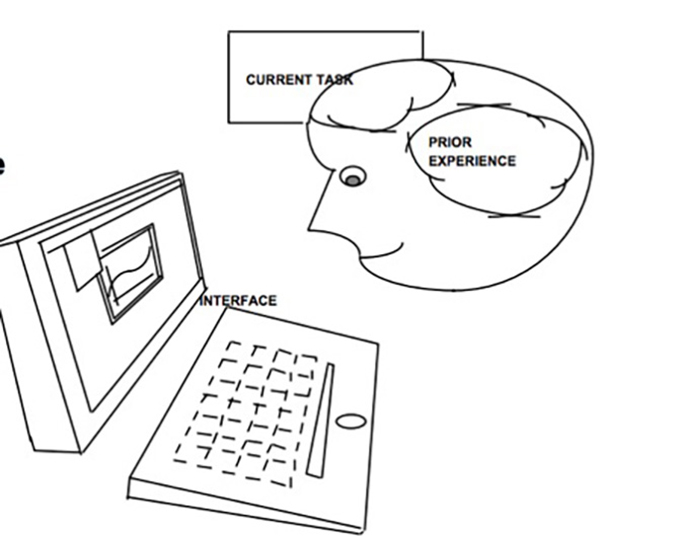 CURRENT TASK
PRIOR
EXPERIENCE
e
INTERFACE